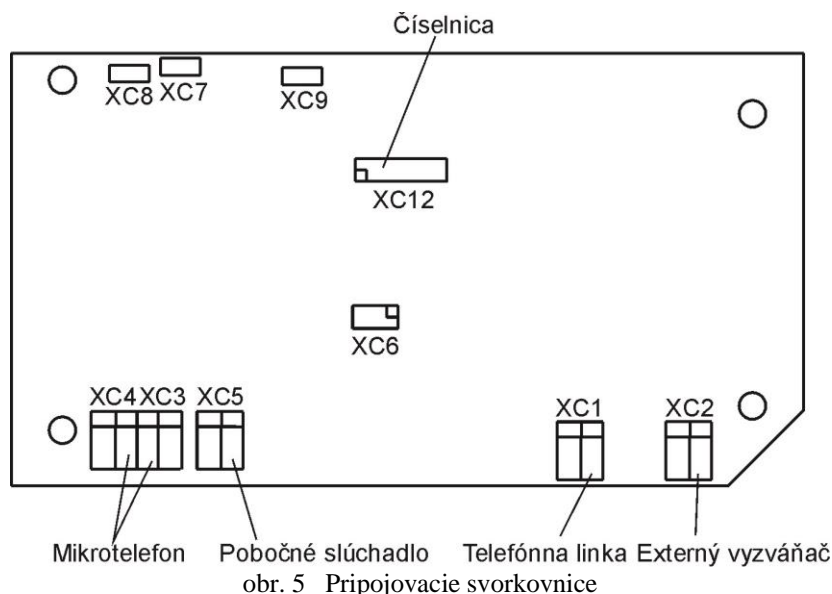 Číselnica
XC8 XC7 XC9
XC12
XC6
XC4 XC3 XC5 XC1 XC2
Mikrotelefon Pobočné slúchadlo Telefónna linka Externý vyzváňač
obr. 5 Pripojovacie svorkovnice